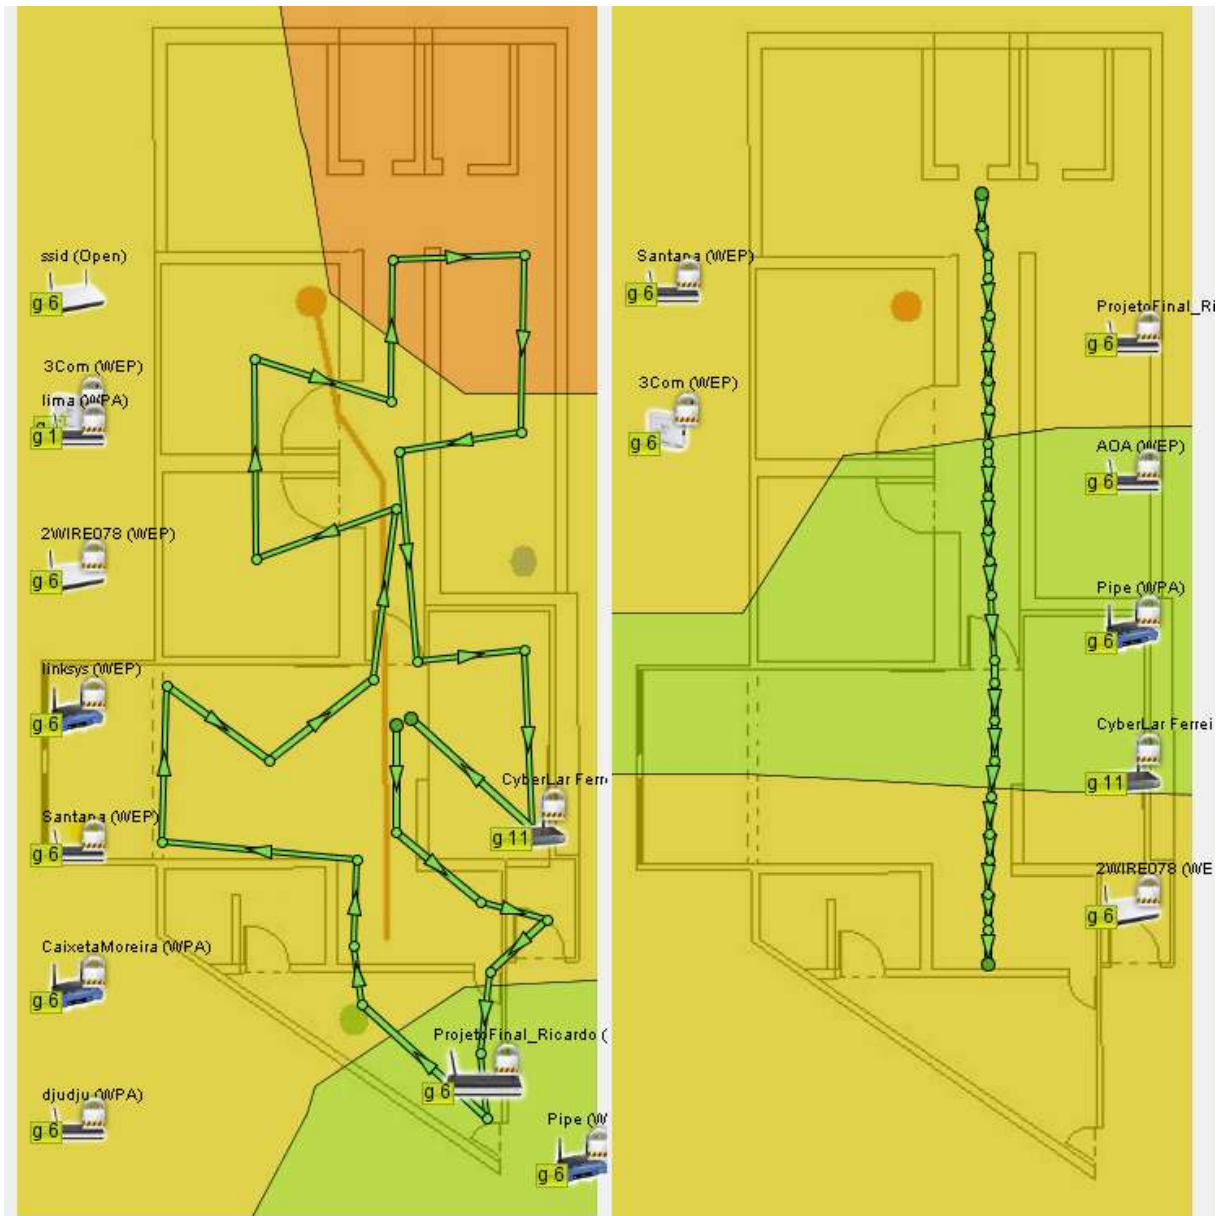 ssid (Open)
g 6
3Com (WEP)
lima (WPA)
g 1
2WIRE078 (WEP)
g 6
linksys (WEP)
g 6
Santana (WEP)
g 6
CaixetaMoreira (WPA)
g 6
djudju (WPA)
g 6
CyberLar Ferre
g 11
ProjetoFinal_Ricardo (
g 6
Pipe (W
g 6
Santana (WEP)
g 6
3Com (WEP)
g 6
ProjetoFinal_Ri
g 6
AOA (WEP)
g 6
Pipe (WPA)
g 6
CyberLar Ferrei
g 11
2WIRE078 (WE
g 6